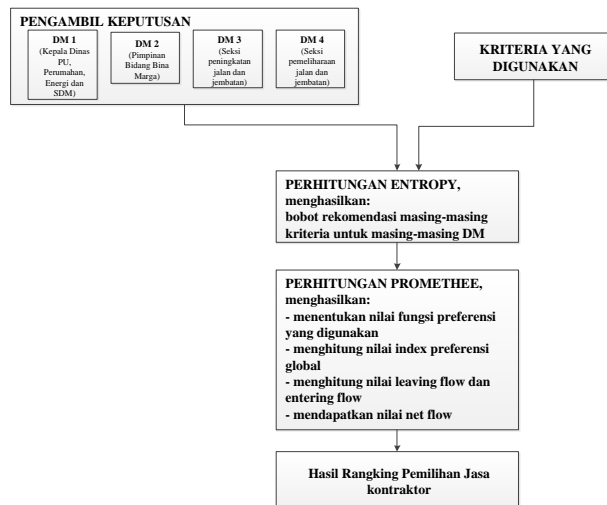 PENGAMBIL KEPUTUSAN
DM 1
(Kepala Dinas
PU,
Perumahan,
Energi dan
SDM)
DM 2
(Pimpinan
Bidang Bina
Marga)
DM 3
(Seksi
peningkatan
jalan dan
jembatan)
DM 4
(Seksi
pemeliharaan
jalan dan
jembatan)
KRITERIA YANG
DIGUNAKAN
PERHITUNGAN ENTROPY,
menghasilkan:
bobot rekomendasi masing-masing
kriteria untuk masing-masing DM
PERHITUNGAN PROMETHEE,
menghasilkan:
- menentukan nilai fungsi preferensi
yang digunakan
- menghitung nilai index preferensi
global
- menghitung nilai leaving flow dan
entering flow
- mendapatkan nilai net flow
Hasil Rangking Pemilihan Jasa
kontraktor